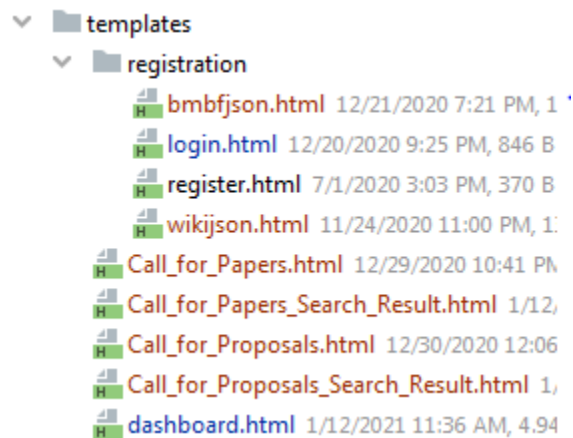 templates
registration
bmbfjson.html 12/21/2020 7:21 PM, 1
login.html 12/20/2020 9:25 PM, 846 B
register.html 7/1/2020 3:03 PM, 370 B
wikijson.html 11/24/2020 11:00 PM, 1
Call_for_Papers.html 12/29/2020 10:41 PM
Call_for_Papers_Search_Result.html 1/12/
Call_for_Proposals.html 12/30/2020 12:06
Call_for_Proposals_Search_Result.html 1/
dashboard.html 1/12/2021 11:36 AM, 4.94